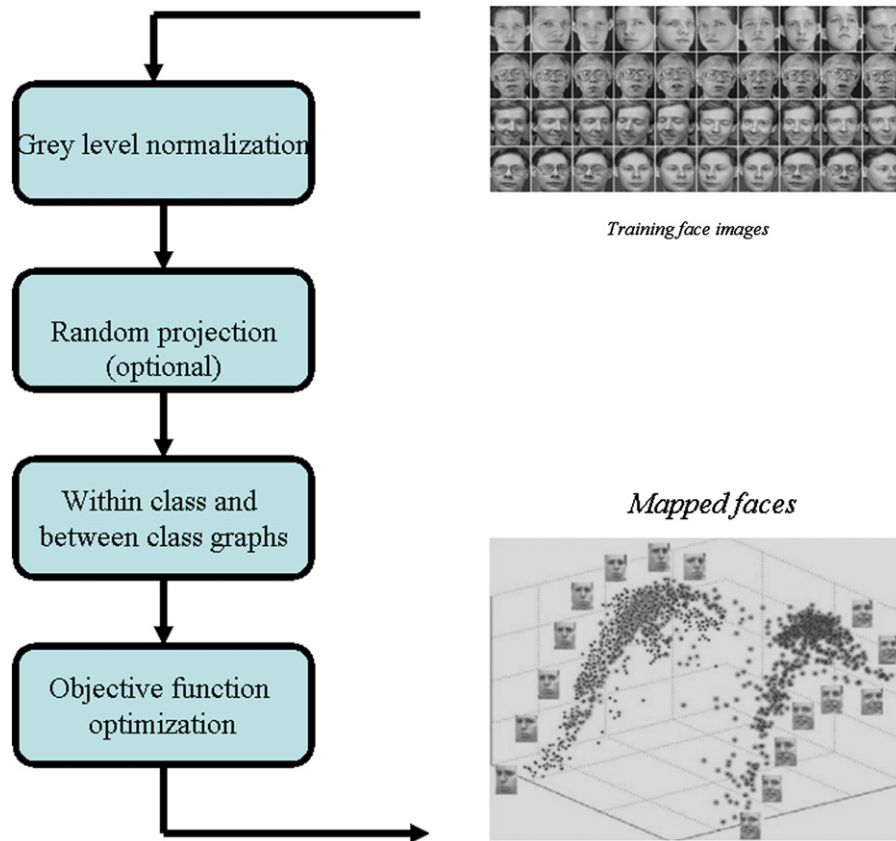 Grey level normalization
Training face images
Random projection
(optional)
Within class and
between class graphs
Mapped faces
Objective function
optimization